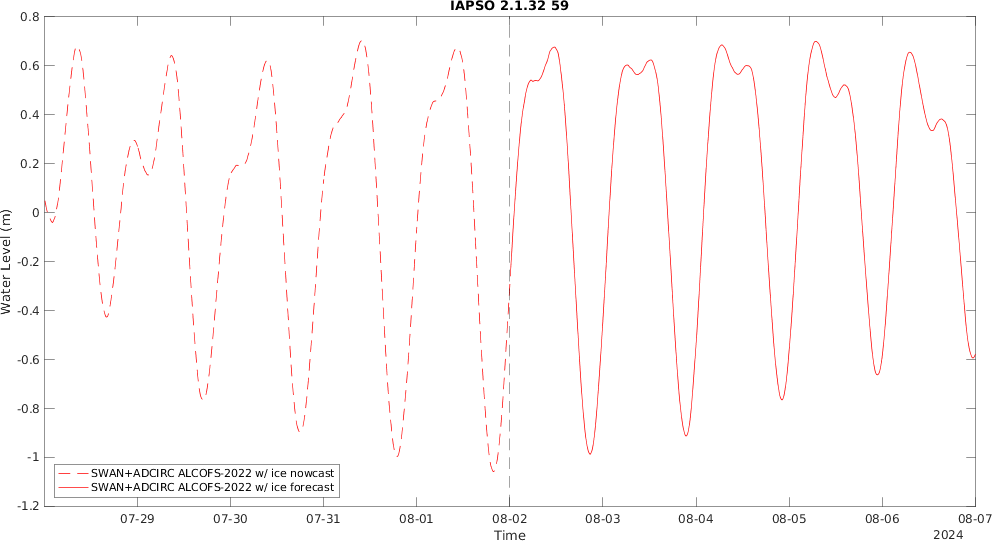 IAPSO 2.1.32 59
0.8
0.6
0.4
0.2
0
-0.2
-0.4
-0.6
-0.8
-1
-1.2
Water Level (m)
SWAN+ADCIRC ALCOFS-2022 w/ ice nowcast
SWAN+ADCIRC ALCOFS-2022 w/ ice forecast
07-29 07-30 07-31 08-01 08-02 08-03 08-04 08-05 08-06 08-07
Time
2024